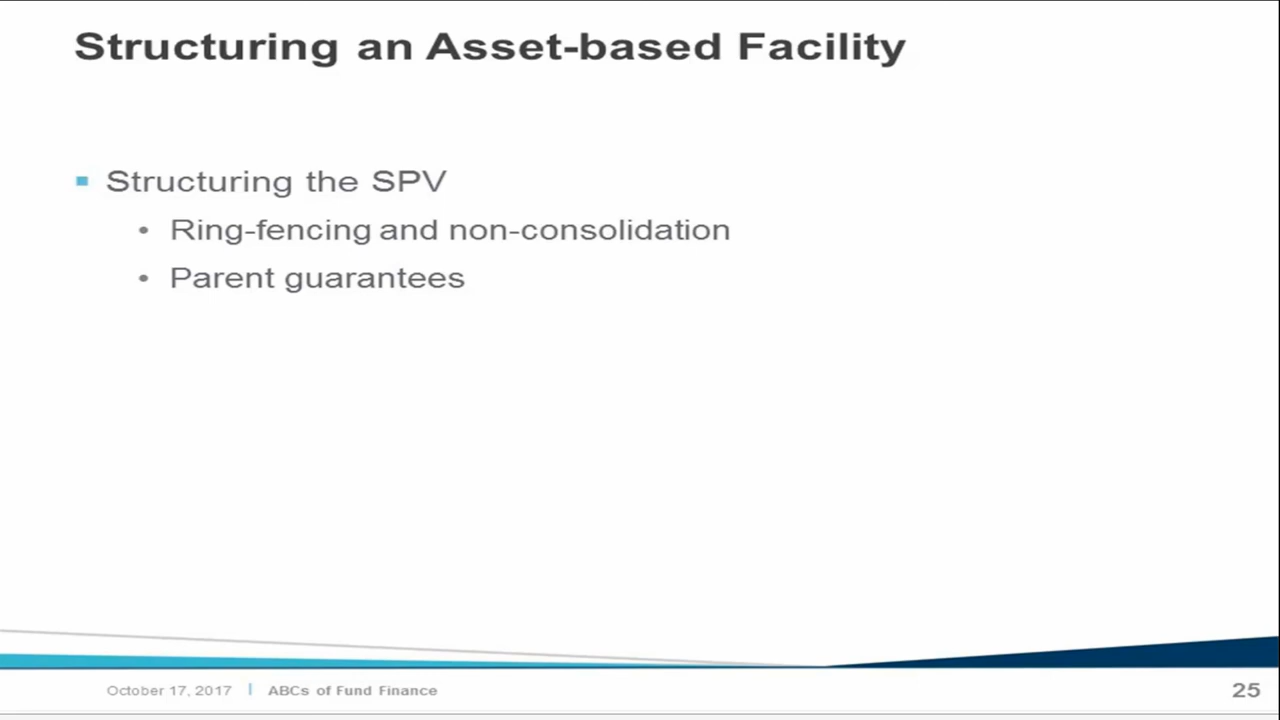 Structuring an Asset-based Facility
Structuring the SPV
Ring-fencing and non-consolidation
Parent guarantees
October 17, 2017 | ABCs of Fund Finance
25